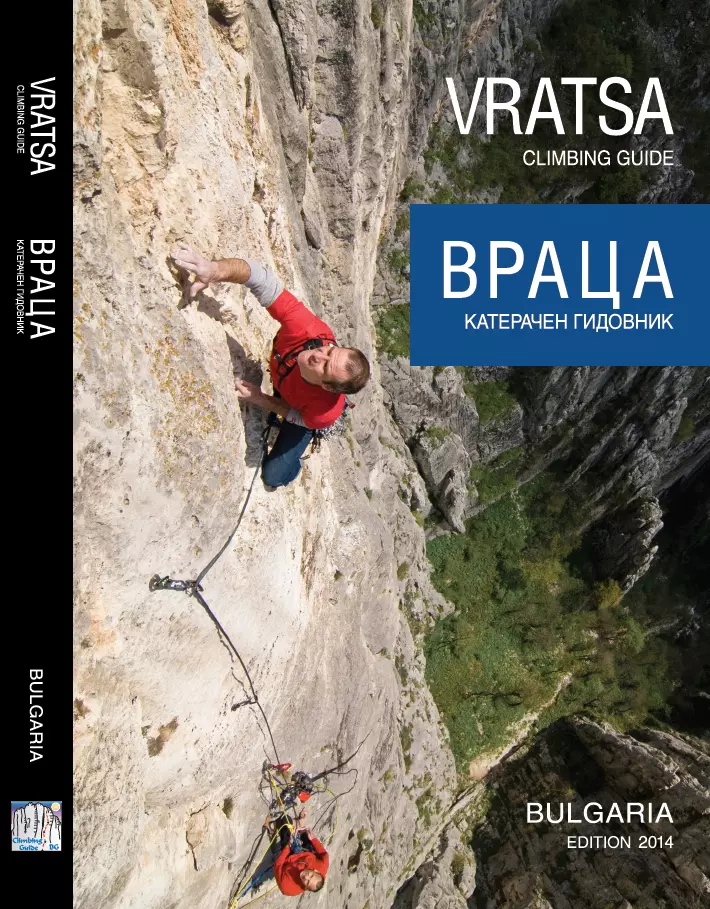 VRATSA
CLIMBING GUIDE
ВРАЦА
КАТЕРАЧЕН ГИДОВНИК
BULGARIA
Climbing
Guide BG
VRATSA
CLIMBING GUIDE
ВРАЦА
КАТЕРАЧЕН ГИДОВНИК
BULGARIA
EDITION 2014